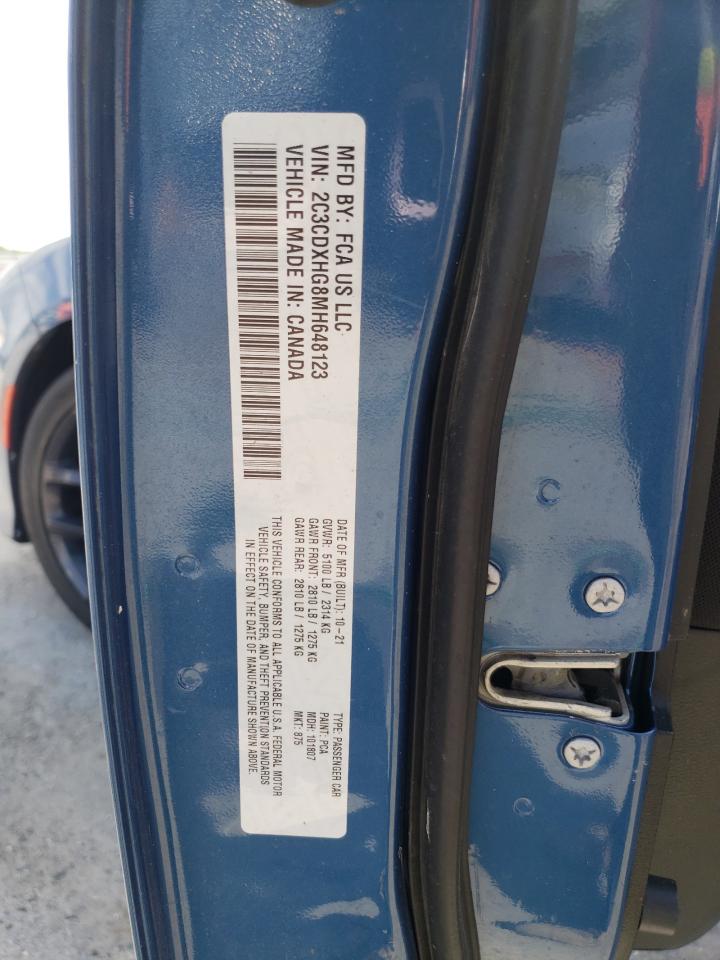 MFD BY: FCA US LLC
VIN: 2C3CDXHG8MH648123
VEHICLE MADE IN: CANADA
DATE OF MFR (BUILT): 10-21
GVWR: 5100 LB / 2314 KG
GAWR FRONT: 2810 LB / 1275 KG
GAWR REAR: 2810 LB / 1275 KG
TYPE: PASSENGER CAR
PAINT: PCA
MDH: 101807
MKT: 875
THIS VEHICLE CONFORMS TO ALL APPLICABLE U.S.A. FEDERAL MOTOR
VEHICLE SAFETY, BUMPER, AND THEFT PREVENTION STANDARDS
IN EFFECT ON THE DATE OF MANUFACTURE SHOWN ABOVE.